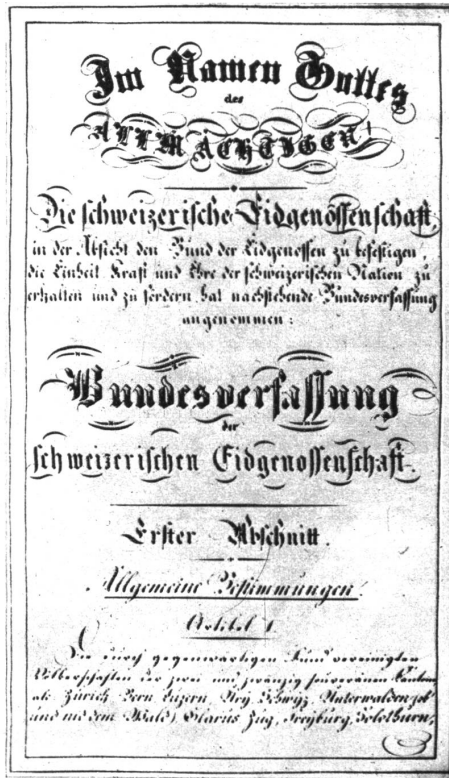 Im Namen Gottes
des
ALLMÄCHTIGEN!
Die schweizerische Eidgenossenschaft,
in der Absicht den Bund der Eidgenossen zu befestigen,
die Einheit Kraft und Ehre der schweizerischen Nation zu
erhalten und zu fördern, hat nachstehende Bundesverfassung
angenommen:
Bundesverfassung
der
schweizerischen Eidgenossenschaft.
Erster Abschnitt.
Allgemeine Bestimmungen.
Artikel 1
Die durch gegenwärtigen Bund vereinigten
Völkerschaften der zwei und zwanzig souveränen Kantone
als: Zürich, Bern, Luzern, Ury, Schwyz, Unterwalden, (ob
und nid dem Wald) Glarus, Zug, Freyburg, Solothurn,